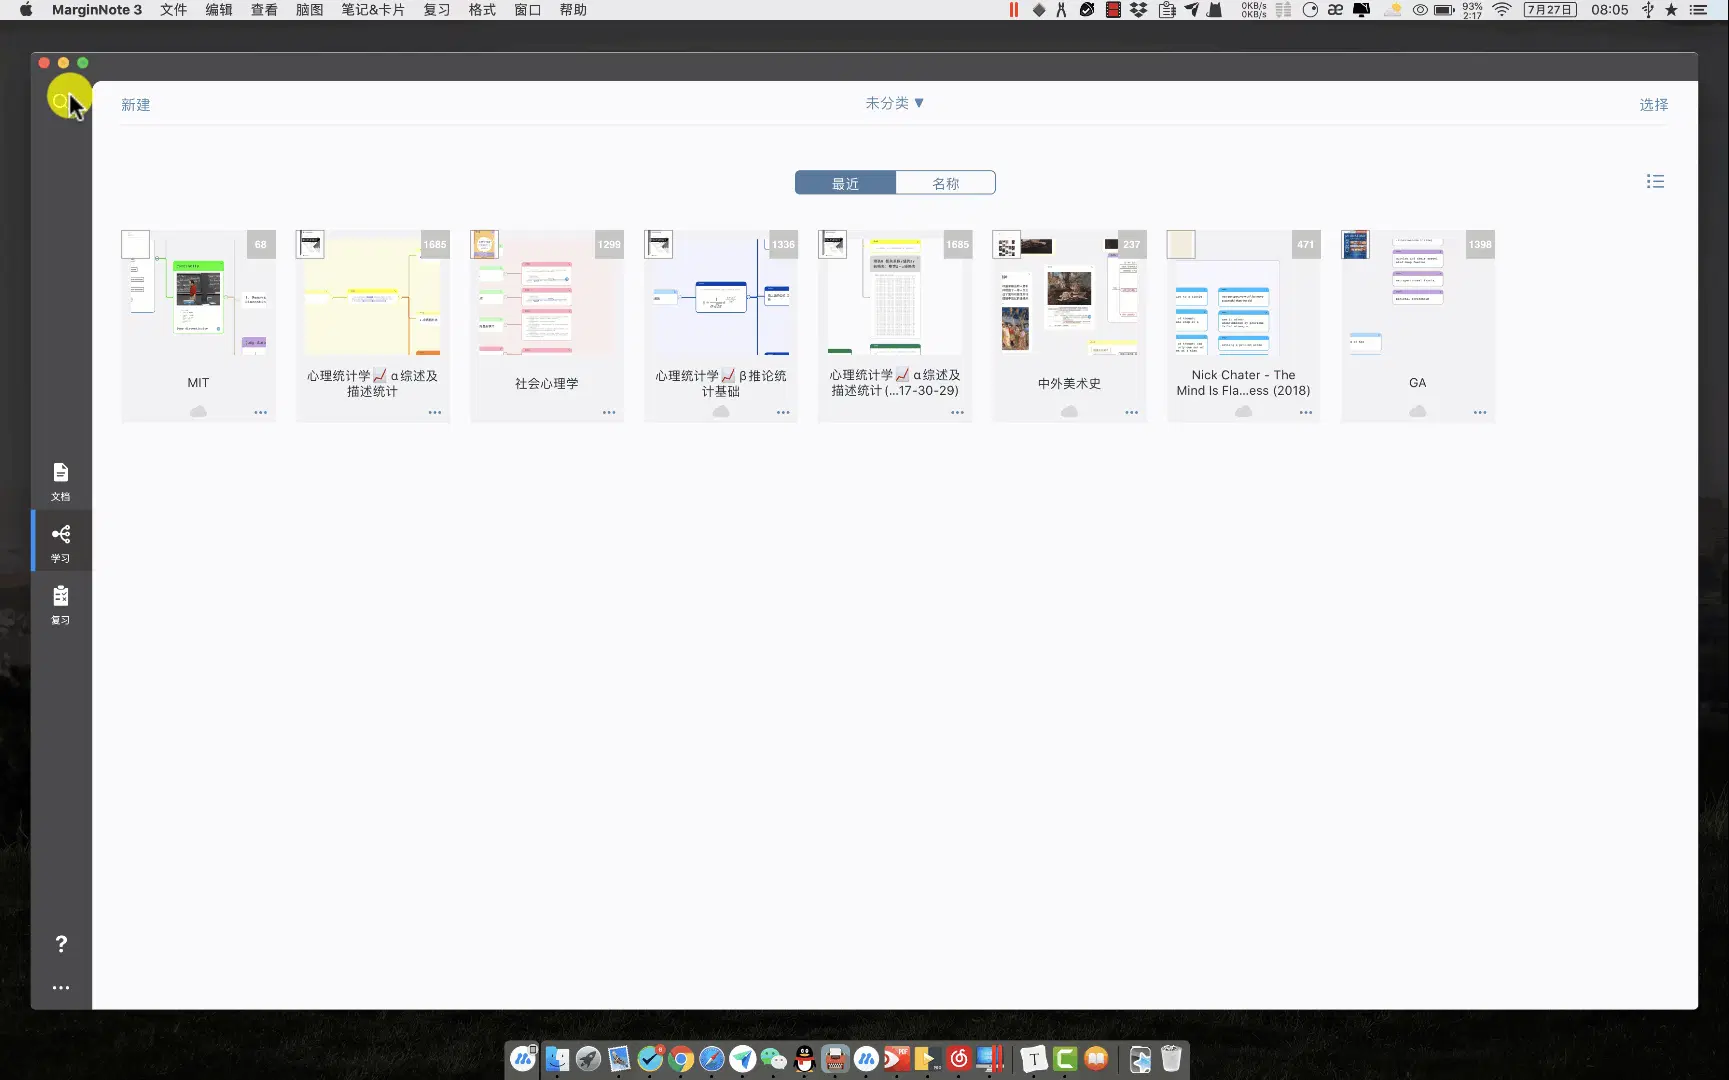 MarginNote 3 文件 编辑 查看 脑图 笔记&卡片 复习 格式 窗口 帮助
0KB/s
0KB/s
93%
2:17
7月27日 08:05
新建 未分类▼ 选择
最近 名称
68
1685
1299
1336
1685
237
471
1398
MIT
心理统计学📈 α综述及
描述统计
社会心理学
心理统计学📈 β推论统
计基础
心理统计学📈 α综述及
描述统计 (...17-30-29)
中外美术史
Nick Chater - The
Mind Is Fla...ess (2018)
GA
文档
学习
复习
?